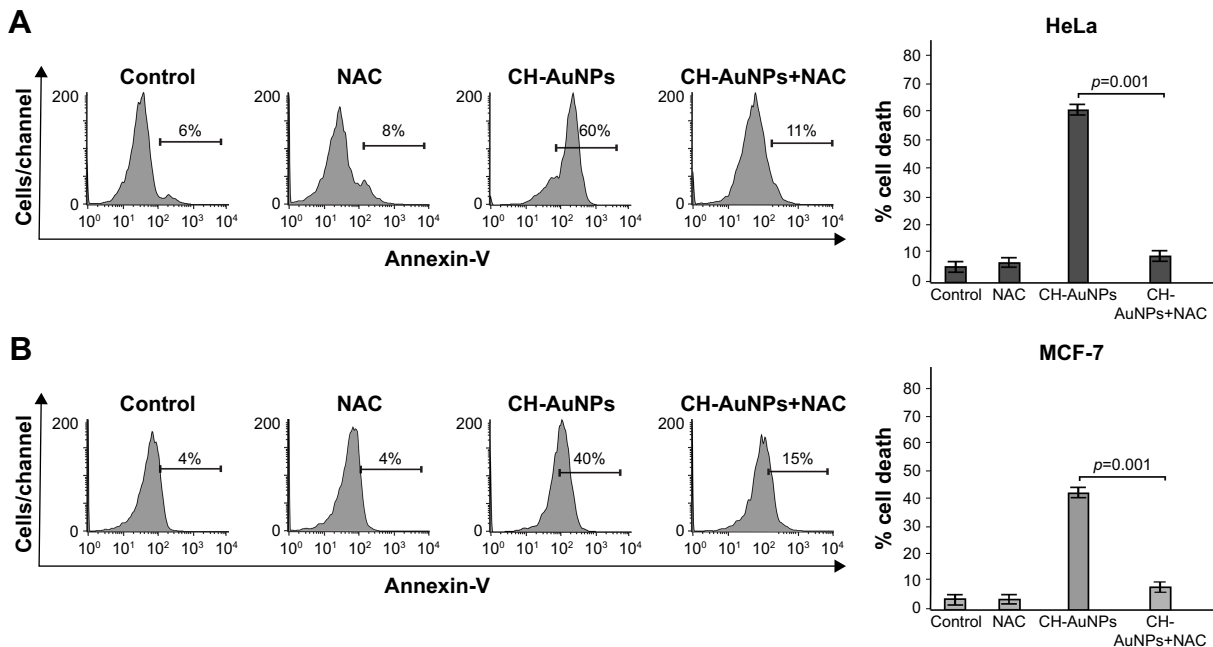 A
Control
NAC
CH-AuNPs
CH-AuNPs+NAC
Cells/channel
200
0
6%
10⁰ 10¹ 10² 10³ 10⁴
200
0
8%
10⁰ 10¹ 10² 10³ 10⁴
200
0
60%
10⁰ 10¹ 10² 10³ 10⁴
200
0
11%
10⁰ 10¹ 10² 10³ 10⁴
Annexin-V
HeLa
% cell death
80
70
60
50
40
30
20
10
0
p=0.001
Control
NAC
CH-AuNPs
CH-
AuNPs+NAC
B
Control
NAC
CH-AuNPs
CH-AuNPs+NAC
Cells/channel
200
0
4%
10⁰ 10¹ 10² 10³ 10⁴
200
0
4%
10⁰ 10¹ 10² 10³ 10⁴
200
0
40%
10⁰ 10¹ 10² 10³ 10⁴
200
0
15%
10⁰ 10¹ 10² 10³ 10⁴
Annexin-V
MCF-7
% cell death
80
70
60
50
40
30
20
10
0
p=0.001
Control
NAC
CH-AuNPs
CH-
AuNPs+NAC